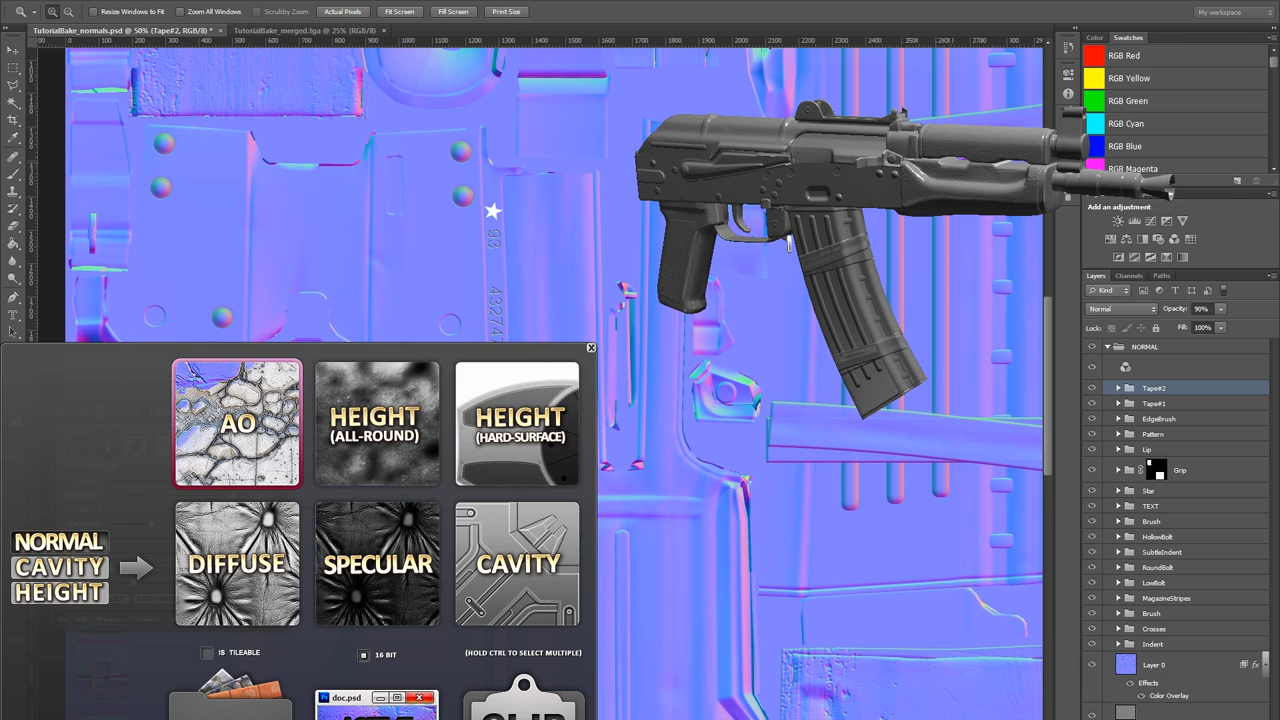 Resize Windows to Fit
Zoom All Windows
Scrubby Zoom
Actual Pixels
Fit Screen
Fill Screen
Print Size
My workspace
TutorialBake_normals.psd @ 50% (Tape#2, RGB/8) *
TutorialBake_merged.tga @ 25% (RGB/8)
Color
Swatches
RGB Red
RGB Yellow
RGB Green
RGB Cyan
RGB Blue
RGB Magenta
Add an adjustment
Layers
Channels
Paths
Kind
Normal
Opacity:
90%
Lock:
Fill:
100%
NORMAL
Tape#2
Tape#1
EdgeBrush
Pattern
Lip
Grip
Star
TEXT
Brush
HollowBolt
SubtleIndent
RoundBolt
LowBolt
MagazineStripes
Brush
Crosses
Indent
Layer 0
fx
Effects
Color Overlay
93
432747
AO
HEIGHT
(ALL-ROUND)
HEIGHT
(HARD-SURFACE)
NORMAL
CAVITY
HEIGHT
DIFFUSE
SPECULAR
CAVITY
IS TILEABLE
16 BIT
(HOLD CTRL TO SELECT MULTIPLE)
doc.psd